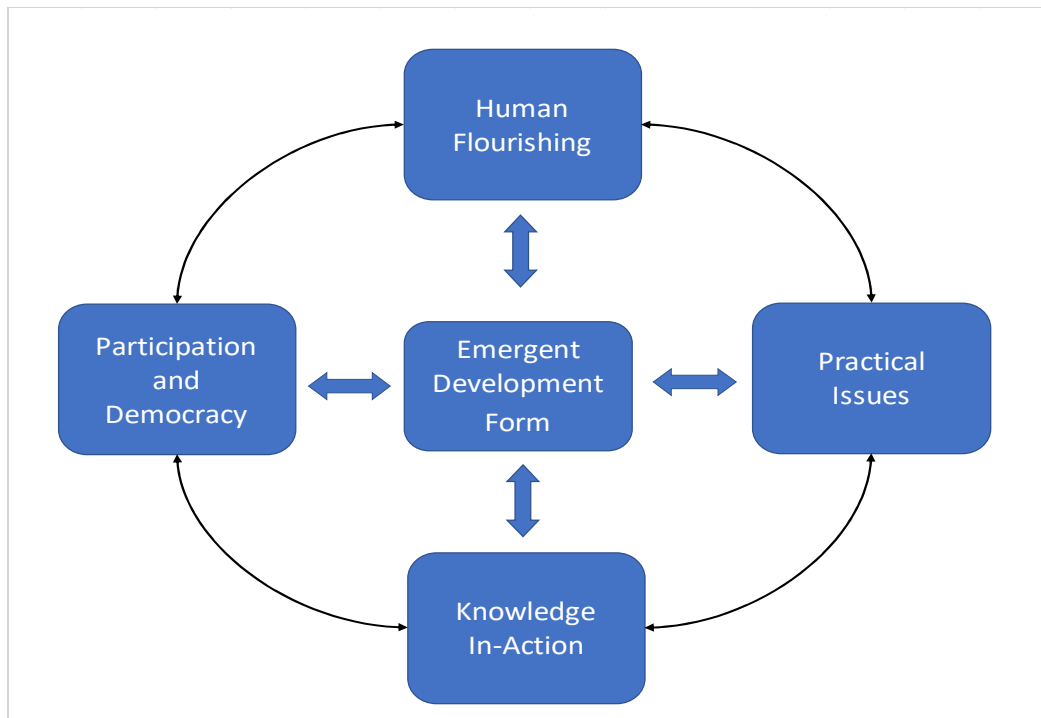 Human
Flourishing
Participation
and
Democracy
Emergent
Development
Form
Practical
Issues
Knowledge
In-Action